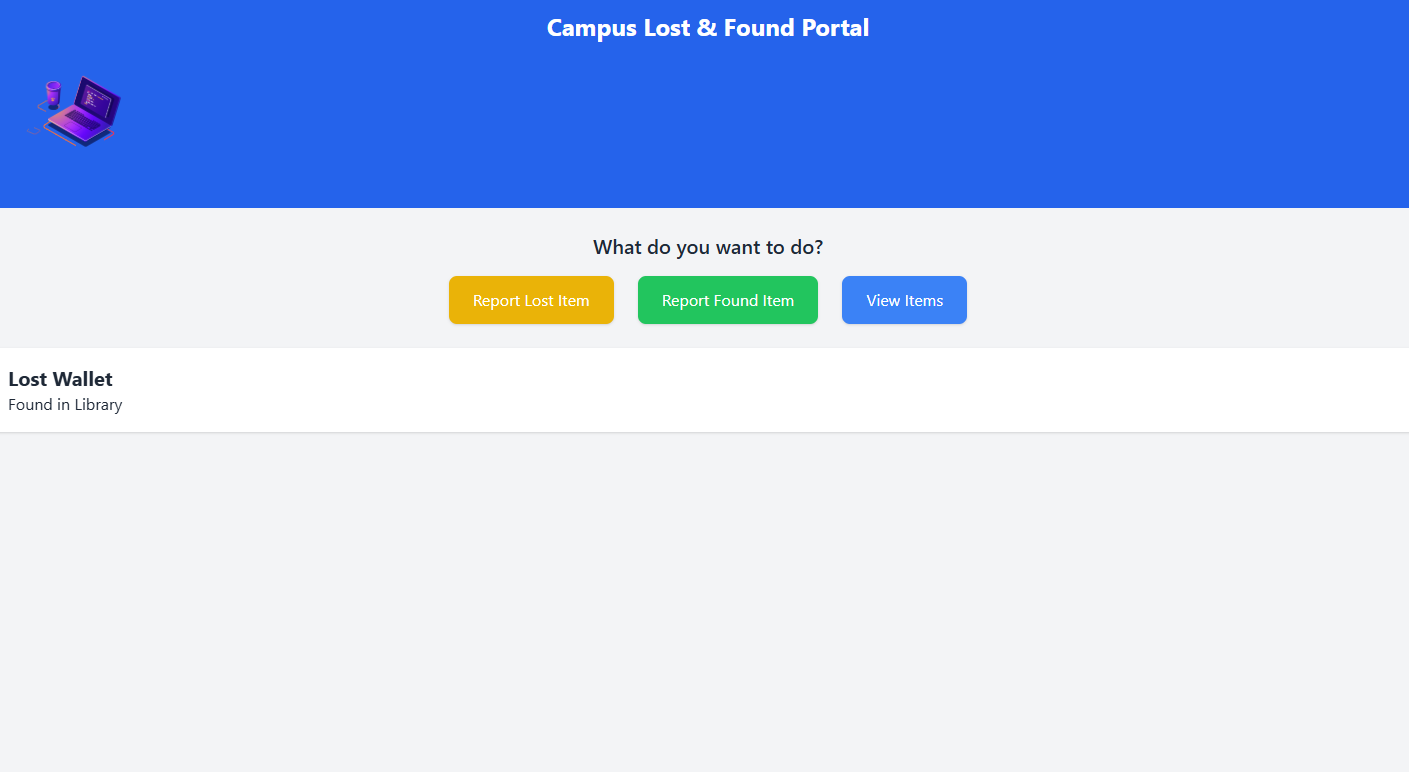 Campus Lost & Found Portal
What do you want to do?
Report Lost Item
Report Found Item
View Items
Lost Wallet
Found in Library